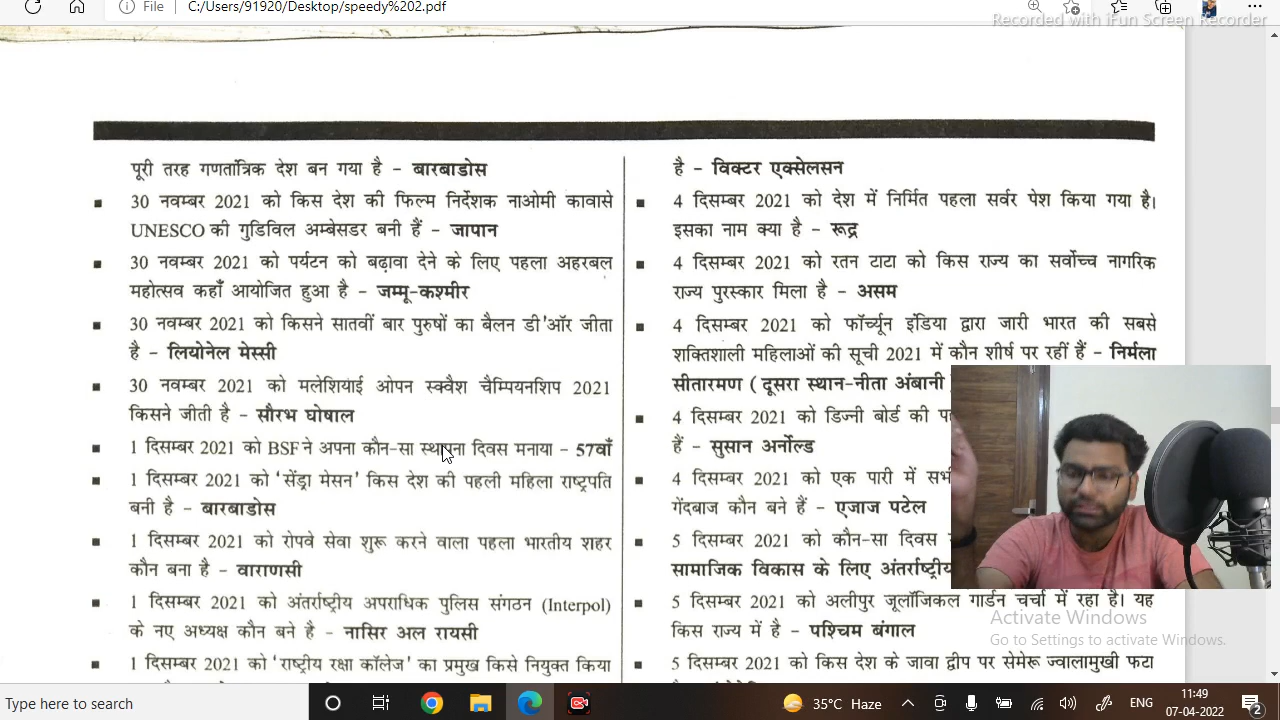 File
C:/Users/91920/Desktop/speedy%202.pdf
Recorded with iFun Screen Recorder
पूरी तरह गणतांत्रिक देश बन गया है - बारबाडोस
30 नवम्बर 2021 को किस देश की फिल्म निर्देशक नाओमी कावासे
UNESCO की गुडिविल अम्बेसडर बनी हैं - जापान
30 नवम्बर 2021 को पर्यटन को बढ़ावा देने के लिए पहला अहरबल
महोत्सव कहाँ आयोजित हुआ है - जम्मू-कश्मीर
30 नवम्बर 2021 को किसने सातवीं बार पुरुषों का बैलन डी'ऑर जीता
है - लियोनेल मेस्सी
30 नवम्बर 2021 को मलेशियाई ओपन स्क्वैश चैम्पियनशिप 2021
किसने जीती है - सौरभ घोषाल
1 दिसम्बर 2021 को BSF ने अपना कौन-सा स्थापना दिवस मनाया - 57वाँ
1 दिसम्बर 2021 को 'सेंड्रा मेसन' किस देश की पहली महिला राष्ट्रपति
बनी है - बारबाडोस
1 दिसम्बर 2021 को रोपवे सेवा शुरू करने वाला पहला भारतीय शहर
कौन बना है - वाराणसी
1 दिसम्बर 2021 को अंतर्राष्ट्रीय अपराधिक पुलिस संगठन (Interpol)
के नए अध्यक्ष कौन बने है - नासिर अल रायसी
1 दिसम्बर 2021 को 'राष्ट्रीय रक्षा कॉलेज' का प्रमुख किसे नियुक्त किया
है - विक्टर एक्सेलसन
4 दिसम्बर 2021 को देश में निर्मित पहला सर्वर पेश किया गया है।
इसका नाम क्या है - रूद्र
4 दिसम्बर 2021 को रतन टाटा को किस राज्य का सर्वोच्च नागरिक
राज्य पुरस्कार मिला है - असम
4 दिसम्बर 2021 को फॉर्च्यून इंडिया द्वारा जारी भारत की सबसे
शक्तिशाली महिलाओं की सूची 2021 में कौन शीर्ष पर रहीं हैं - निर्मला
सीतारमण (दूसरा स्थान-नीता अंबानी
4 दिसम्बर 2021 को डिज्नी बोर्ड की
हैं - सुसान अर्नोल्ड
4 दिसम्बर 2021 को एक पारी में
गेंदबाज कौन बने हैं - एजाज पटेल
5 दिसम्बर 2021 को कौन-सा दिवस
सामाजिक विकास के लिए
5 दिसम्बर 2021 को अलीपुर जूलॉजिकल गार्डन चर्चा में रहा है। यह
किस राज्य में है - पश्चिम बंगाल
5 दिसम्बर 2021 को किस देश के जावा द्वीप पर सेमेरू ज्वालामुखी फटा
Activate Windows
Go to Settings to activate Windows.
Type here to search
35°C Haze
ENG
11:49
07-04-2022
2